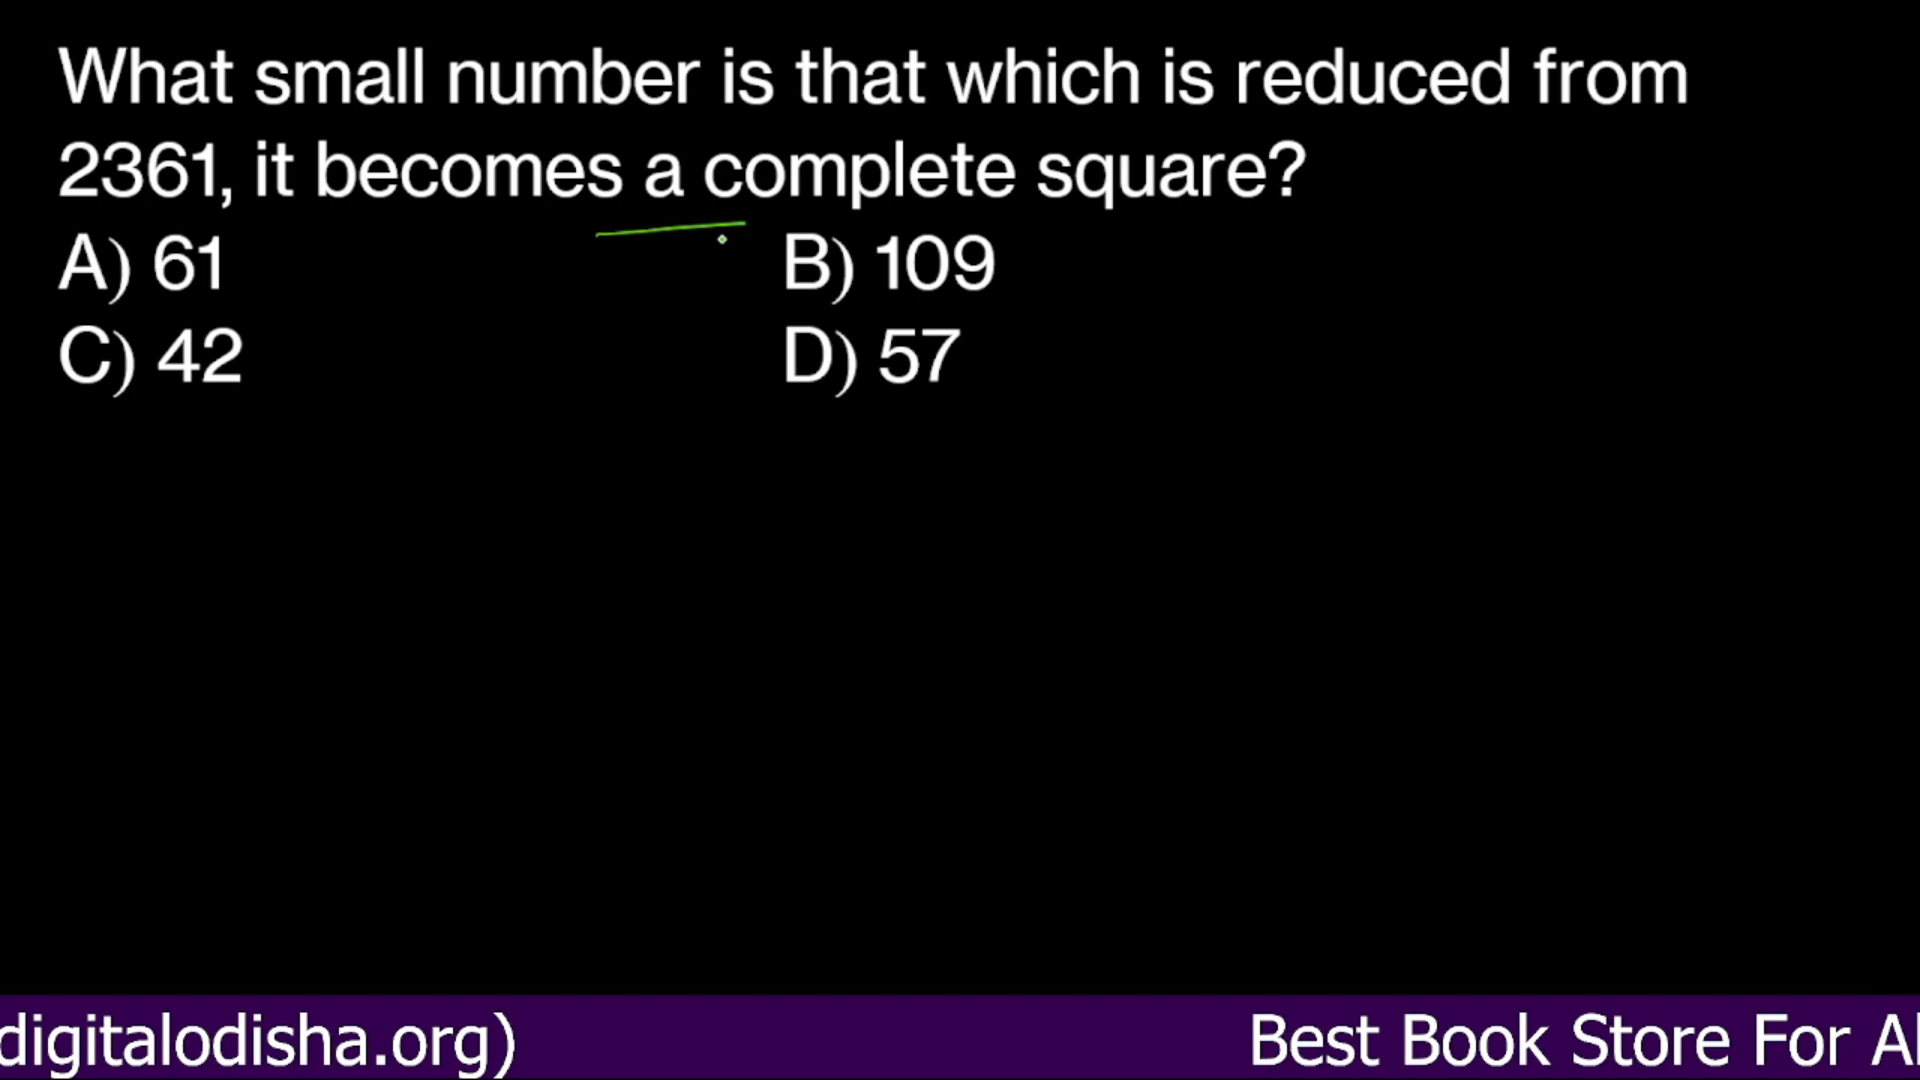 What small number is that which is reduced from
2361, it becomes a complete square?
A) 61 B) 109
C) 42 D) 57
digitalodisha.org) Best Book Store For Al